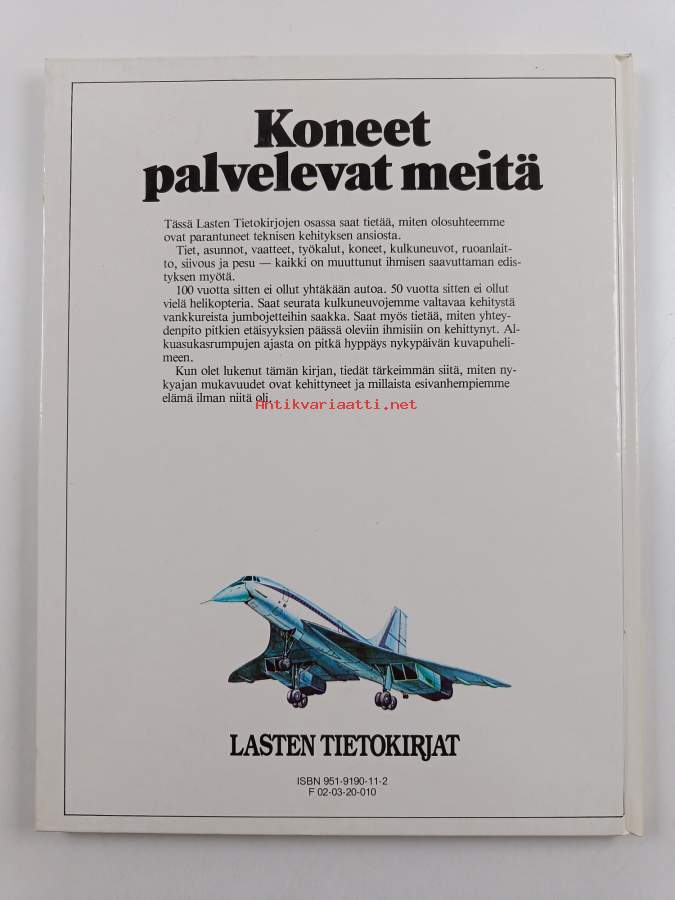 Koneet
palvelevat meitä
Tässä Lasten Tietokirjojen osassa saat tietää, miten olosuhteemme
ovat parantuneet teknisen kehityksen ansiosta.
Tiet, asunnot, vaatteet, työkalut, koneet, kulkuneuvot, ruoanlait-
to, siivous ja pesu — kaikki on muuttunut ihmisen saavuttaman edis-
tyksen myötä.
100 vuotta sitten ei ollut yhtäkään autoa. 50 vuotta sitten ei ollut
vielä helikopteria. Saat seurata kulkuneuvojemme valtavaa kehitystä
vankkureista jumbojetteihin saakka. Saat myös tietää, miten yhtey-
denpito pitkien etäisyyksien päässä oleviin ihmisiin on kehittynyt. Al-
kuasukasrumpujen ajasta on pitkä hyppäys nykypäivän kuvapuheli-
meen.
Kun olet lukenut tämän kirjan, tiedät tärkeimmän siitä, miten ny-
kyajan mukavuudet ovat kehittyneet ja millaista esivanhempiemme
elämä ilman niitä oli.
Antikvariaatti.net
LASTEN TIETOKIRJAT
ISBN 951-9190-11-2
F 02-03-20-010